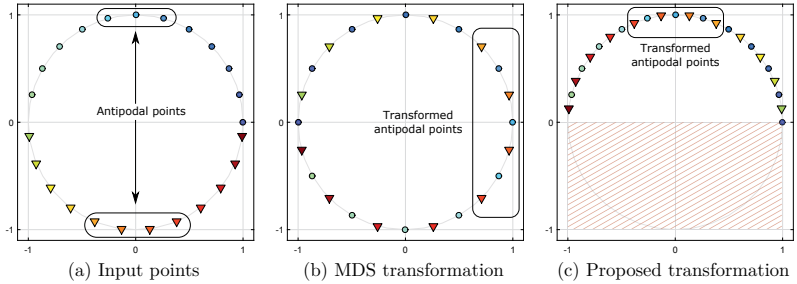 1
0
-1
-1
0
1
Antipodal points
(a) Input points
1
0
-1
-1
0
1
Transformed
antipodal points
(b) MDS transformation
1
0
-1
-1
0
1
Transformed
antipodal points
(c) Proposed transformation